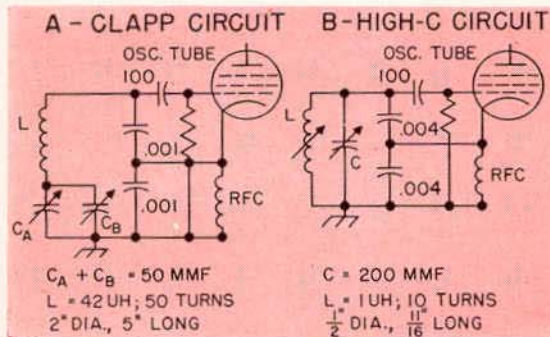 A - CLAPP CIRCUIT
B - HIGH-C CIRCUIT
OSC. TUBE
100
L
.001
.001
RFC
CA
CB
CA + CB = 50 MMF
L = 42 UH; 50 TURNS
2" DIA., 5" LONG
OSC. TUBE
100
L
C
.004
.004
RFC
C = 200 MMF
L = 1 UH; 10 TURNS
1/2" DIA., 11/16" LONG